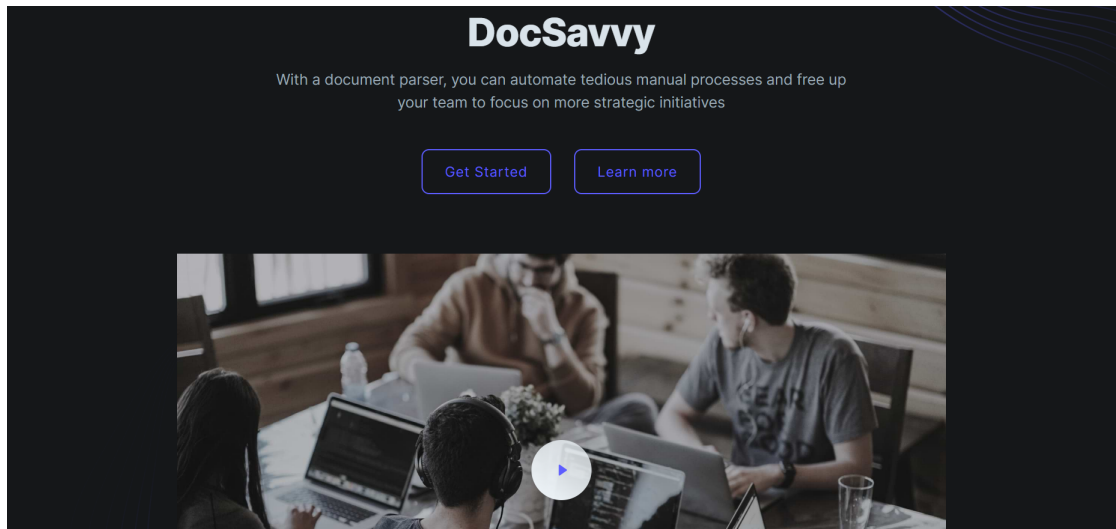 DocSavvy
With a document parser, you can automate tedious manual processes and free up
your team to focus on more strategic initiatives
Get Started
Learn more